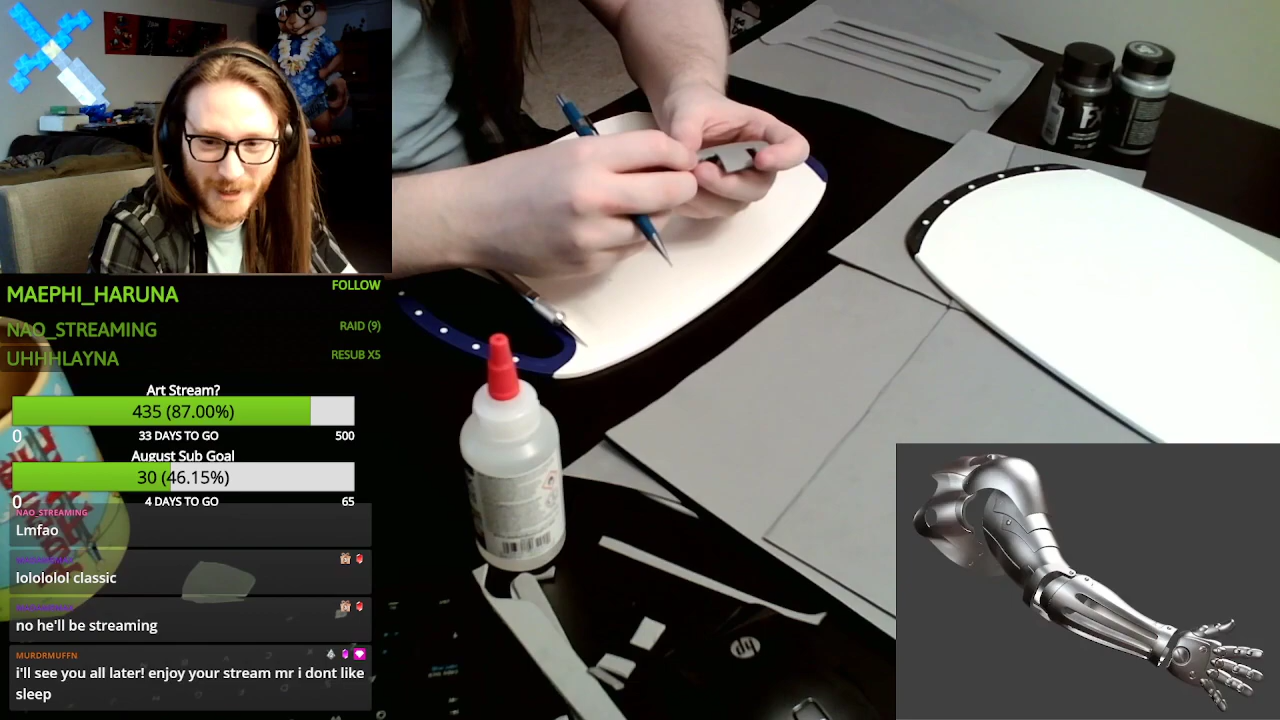 MAEPHI_HARUNA
FOLLOW
NAO_STREAMING
RAID (9)
UHHHLAYNA
RESUB X5
Art Stream?
435 (87.00%)
0
33 DAYS TO GO
500
August Sub Goal
30 (46.15%)
0
4 DAYS TO GO
65
NAO_STREAMING
Lmfao
lolololol classic
no he'll be streaming
MURDRMUFFN
i'll see you all later! enjoy your stream mr i dont like
sleep
hp